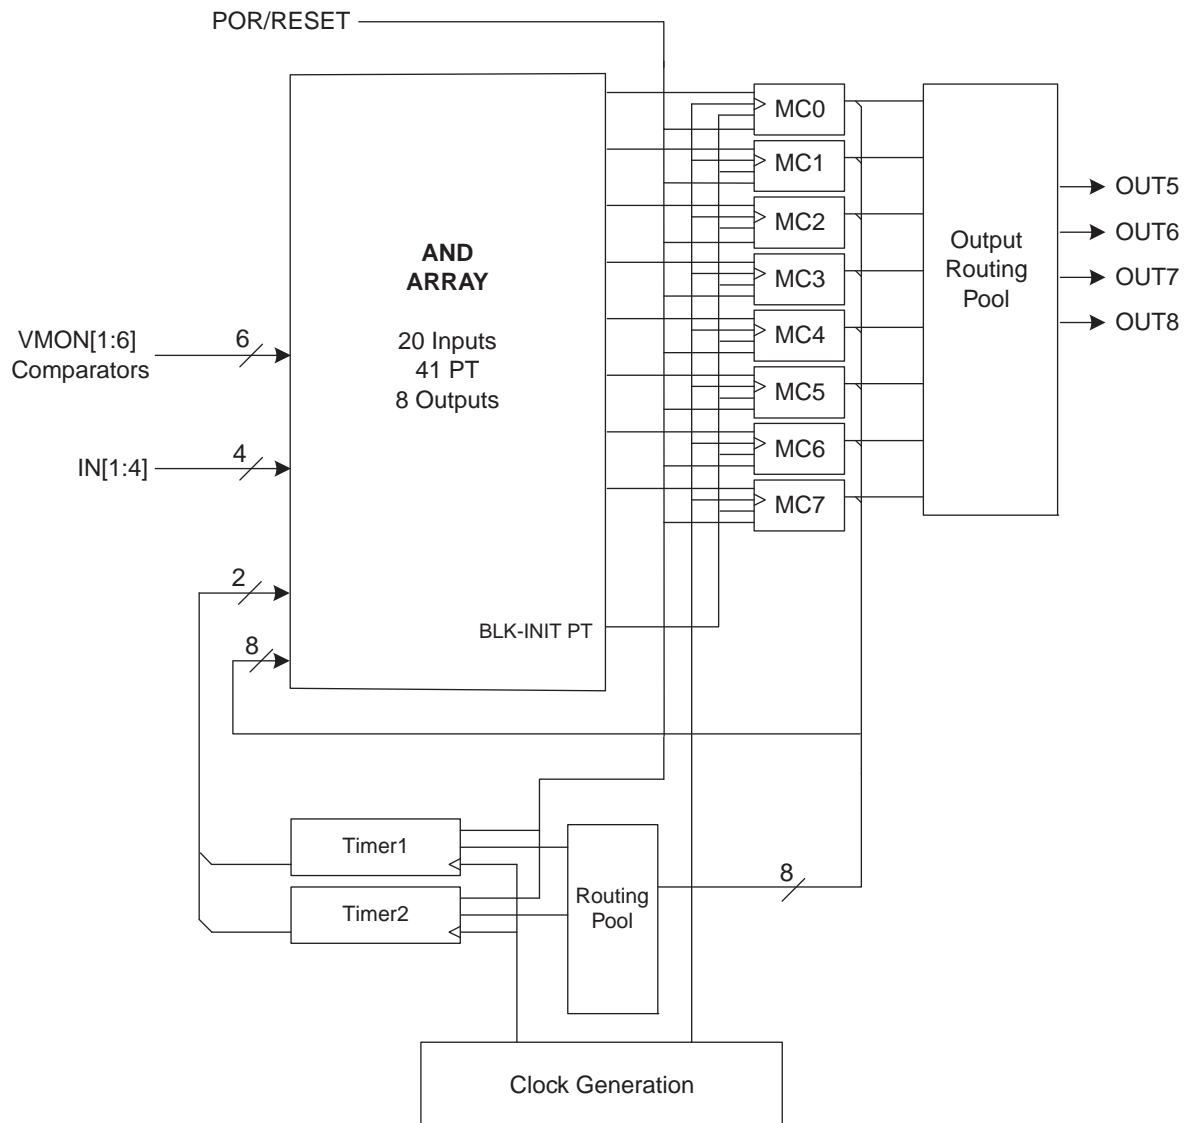 POR/RESET
AND
ARRAY
20 Inputs
41 PT
8 Outputs
VMON[1:6]
Comparators
6
IN[1:4]
4
2
8
BLK-INIT PT
MC0
MC1
MC2
MC3
MC4
MC5
MC6
MC7
Output
Routing
Pool
OUT5
OUT6
OUT7
OUT8
Timer1
Timer2
Routing
Pool
8
Clock Generation